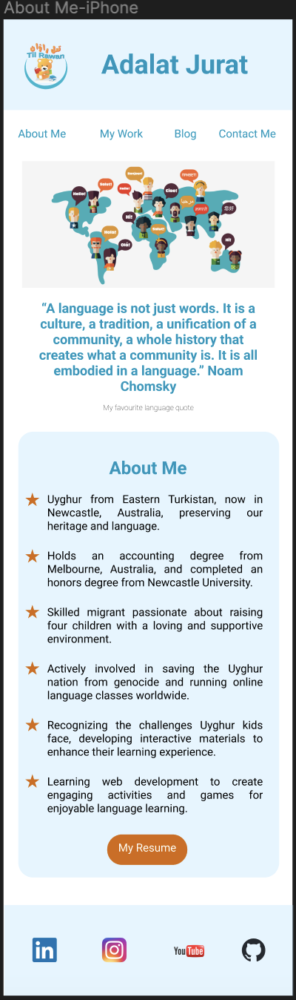 About Me-iPhone
Til Rawan
Adalat Jurat
About Me My Work Blog Contact Me
Bonjour!
ПРИВЕТ!
Salut!
Hello!
Hello!
Ciao!
مرحبا
Hi!
Hola!
Salut!
Olá!
Hi!
“A language is not just words. It is a
culture, a tradition, a unification of a
community, a whole history that
creates what a community is. It is all
embodied in a language.” Noam
Chomsky
My favourite language quote
About Me
Uyghur from Eastern Turkistan, now in
Newcastle, Australia, preserving our
heritage and language.
Holds an accounting degree from
Melbourne, Australia, and completed an
honors degree from Newcastle University.
Skilled migrant passionate about raising
four children with a loving and supportive
environment.
Actively involved in saving the Uyghur
nation from genocide and running online
language classes worldwide.
Recognizing the challenges Uyghur kids
face, developing interactive materials to
enhance their learning experience.
Learning web development to create
engaging activities and games for
enjoyable language learning.
My Resume
in
YouTube